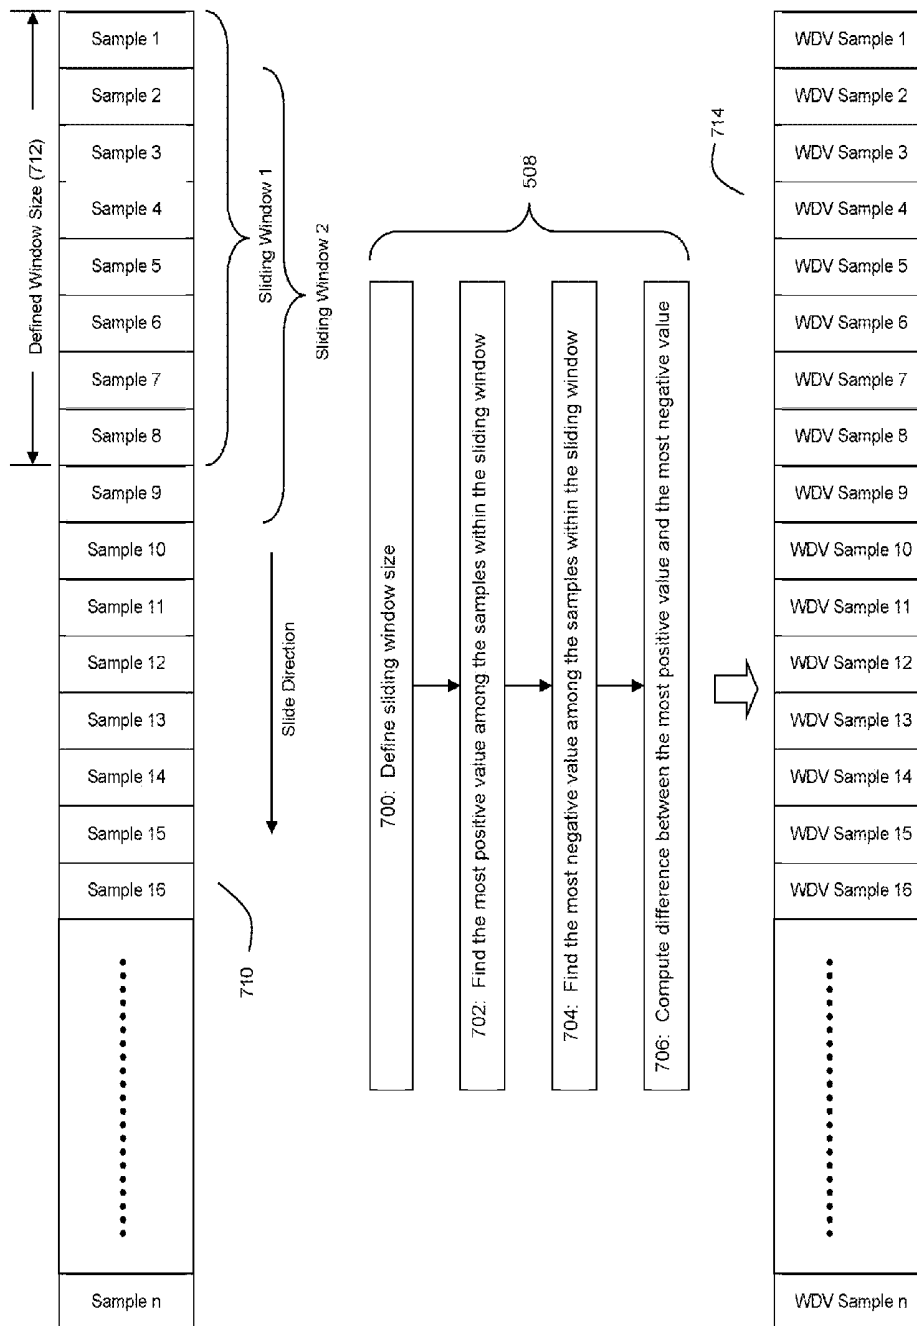 Defined Window Size (712)
Sample 1
Sample 2
Sample 3
Sample 4
Sample 5
Sample 6
Sample 7
Sample 8
Sample 9
Sample 10
Sample 11
Sample 12
Sample 13
Sample 14
Sample 15
Sample 16
Sample n
710
Sliding Window 1
Sliding Window 2
Slide Direction
508
700: Define sliding window size
702: Find the most positive value among the samples within the sliding window
704: Find the most negative value among the samples within the sliding window
706: Compute difference between the most positive value and the most negative value
714
WDV Sample 1
WDV Sample 2
WDV Sample 3
WDV Sample 4
WDV Sample 5
WDV Sample 6
WDV Sample 7
WDV Sample 8
WDV Sample 9
WDV Sample 10
WDV Sample 11
WDV Sample 12
WDV Sample 13
WDV Sample 14
WDV Sample 15
WDV Sample 16
WDV Sample n